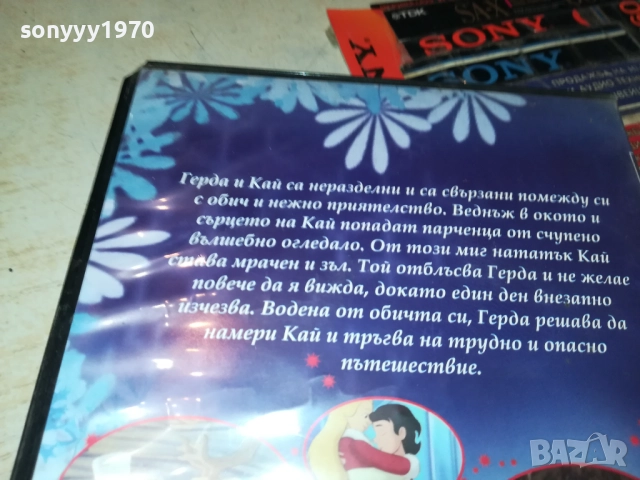 sonyyy1970
TDK
SA-X
SONY
SONY
Герда и Кай са неразделни и са свързани помежду си
с обич и нежно приятелство. Веднъж в окото и
сърцето на Кай попадат парченца от счупено
вълшебно огледало. От този миг нататък Кай
става мрачен и зъл. Той отблъсва Герда и не желае
повече да я вижда, докато един ден внезапно
изчезва. Водена от обичта си, Герда решава да
намери Кай и тръгва на трудно и опасно
пътешествие.
BAZAR